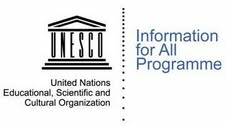 UNESCO
United Nations
Educational, Scientific and
Cultural Organization
Information
for All
Programme